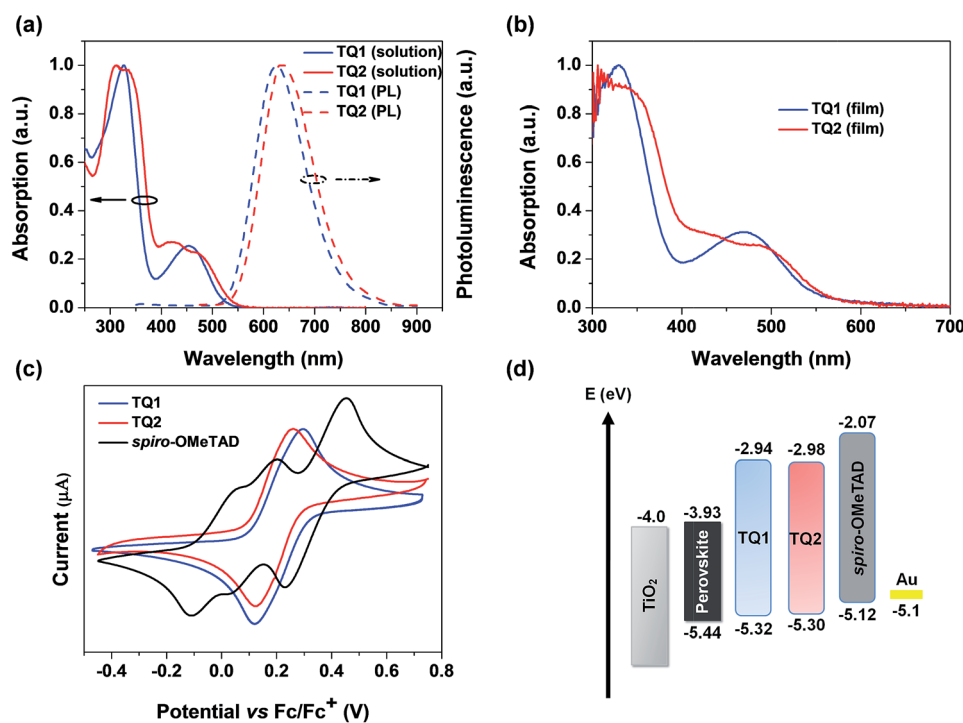 (a)
TQ1 (solution)
TQ2 (solution)
TQ1 (PL)
TQ2 (PL)
Absorption (a.u.)
1.0
0.8
0.6
0.4
0.2
0.0
300 400 500 600 700 800 900
Wavelength (nm)
Photoluminescence (a.u.)
(b)
TQ1 (film)
TQ2 (film)
Absorption (a.u.)
1.0
0.8
0.6
0.4
0.2
0.0
300 400 500 600 700
Wavelength (nm)
(c)
TQ1
TQ2
spiro-OMeTAD
Current (μA)
-0.4 -0.2 0.0 0.2 0.4 0.6 0.8
Potential vs Fc/Fc+ (V)
(d)
E (eV)
-4.0
TiO2
-3.93
Perovskite
-5.44
-2.94
TQ1
-5.32
-2.98
TQ2
-5.30
-2.07
spiro-OMeTAD
-5.12
Au
-5.1